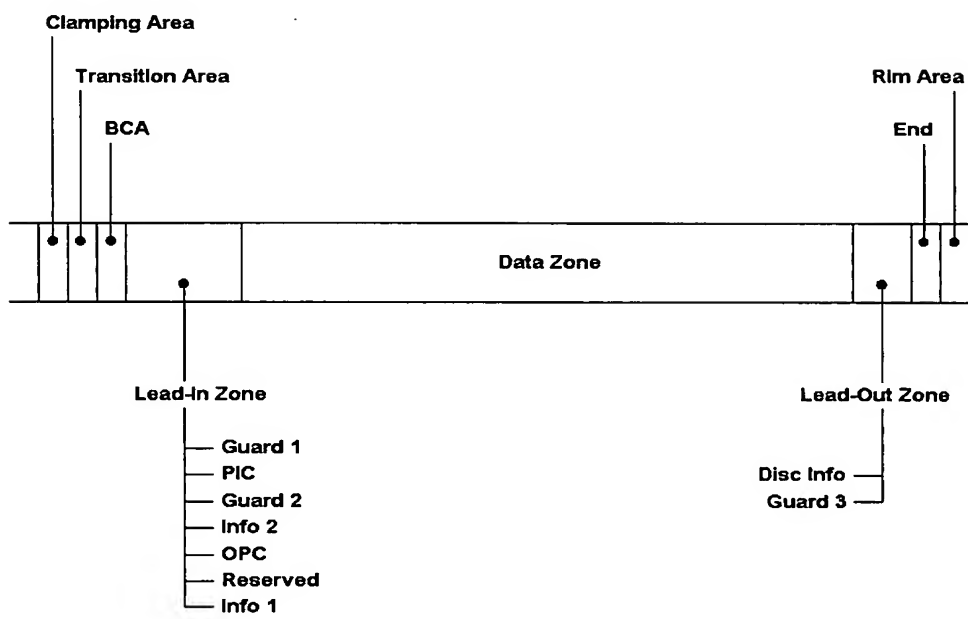 Clamping Area
Transition Area
Rim Area
BCA
End
Data Zone
Lead-In Zone
Lead-Out Zone
Guard 1
PIC
Disc Info
Guard 2
Guard 3
Info 2
OPC
Reserved
Info 1